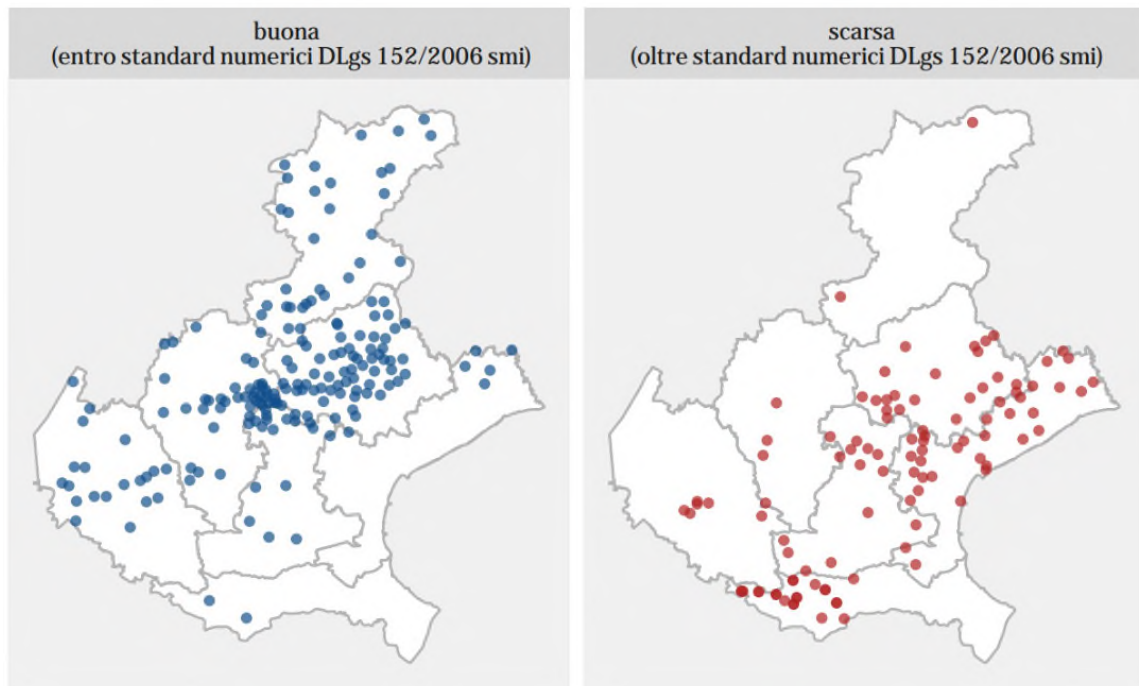 buona
(entro standard numerici DLgs 152/2006 smi)
scarsa
(oltre standard numerici DLgs 152/2006 smi)